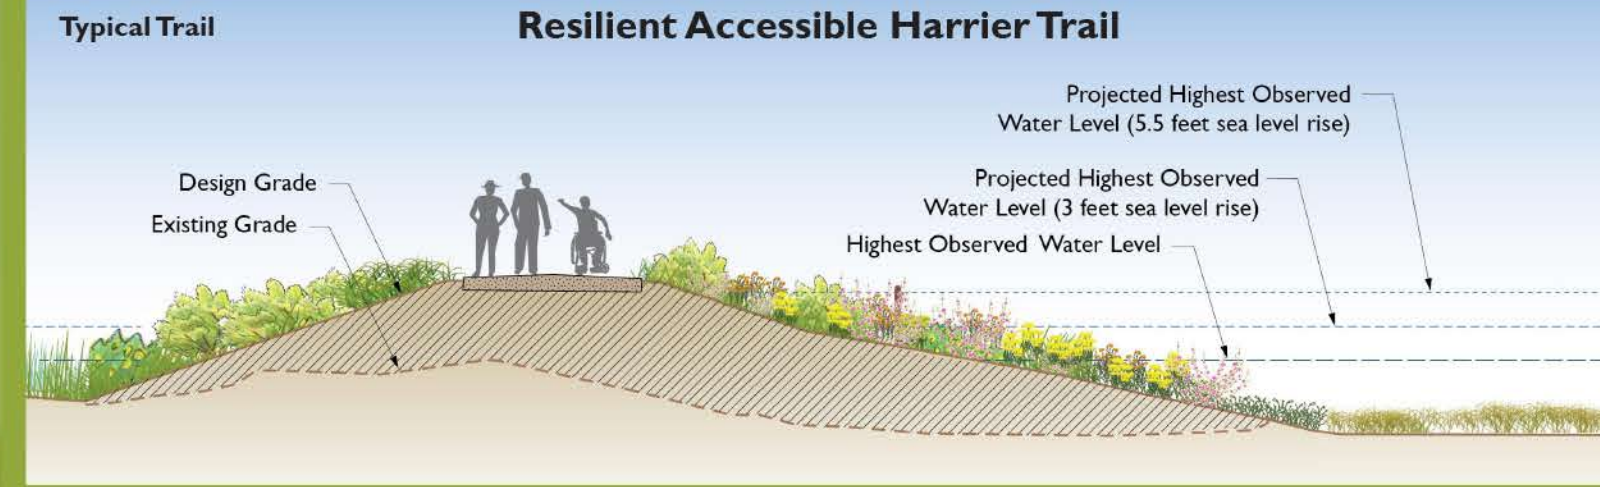 Typical Trail
Resilient Accessible Harrier Trail
Projected Highest Observed
Water Level (5.5 feet sea level rise)
Design Grade
Projected Highest Observed
Water Level (3 feet sea level rise)
Existing Grade
Highest Observed Water Level